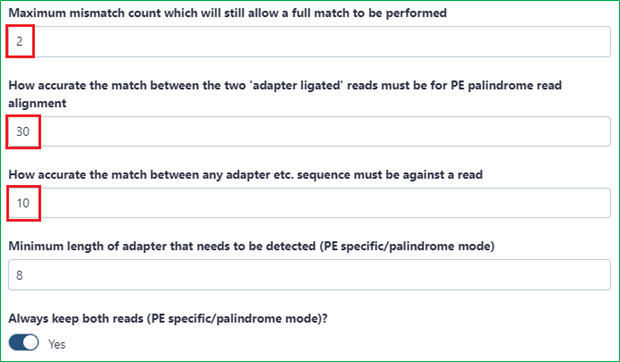 Maximum mismatch count which will still allow a full match to be performed
2
How accurate the match between the two 'adapter ligated' reads must be for PE palindrome read
alignment
30
How accurate the match between any adapter etc. sequence must be against a read
10
Minimum length of adapter that needs to be detected (PE specific/palindrome mode)
8
Always keep both reads (PE specific/palindrome mode)?
Yes